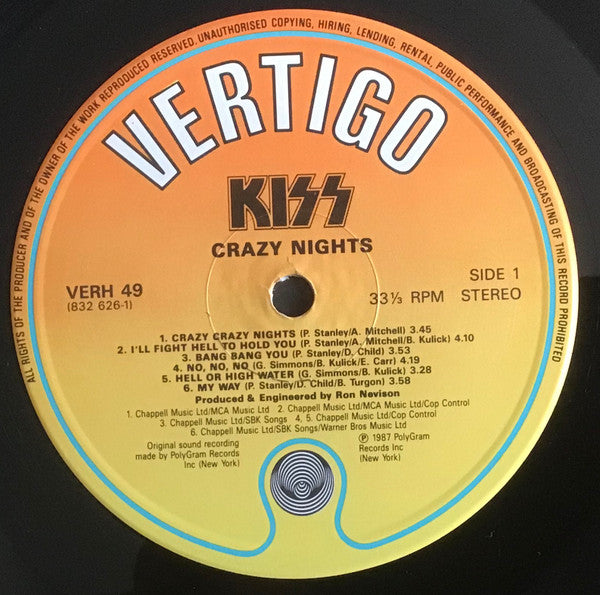 ALL RIGHTS OF THE PRODUCER AND OF THE OWNER OF THE WORK REPRODUCED RESERVED. UNAUTHORISED COPYING, HIRING, LENDING, RENTAL, PUBLIC PERFORMANCE AND BROADCASTING OF THIS RECORD PROHIBITED
VERTIGO
KISS
CRAZY NIGHTS
VERH 49
(832 626-1)
SIDE 1
33⅓ RPM STEREO
1. CRAZY CRAZY NIGHTS (P. Stanley/A. Mitchell) 3.45
2. I'LL FIGHT HELL TO HOLD YOU (P. Stanley/A. Mitchell/B. Kulick) 4.10
3. BANG BANG YOU (P. Stanley/D. Child) 3.53
4. NO, NO, NO (G. Simmons/B. Kulick/E. Carr) 4.19
5. HELL OR HIGH WATER (G. Simmons/B. Kulick) 3.28
6. MY WAY (P. Stanley/D. Child/B. Turgon) 3.58
Produced & Engineered by Ron Nevison
1. Chappell Music Ltd/MCA Music Ltd 2. Chappell Music Ltd/MCA Music Ltd/Cop Control
3. Chappell Music Ltd/SBK Songs 4, 5. Chappell Music Ltd/Cop Control
6. Chappell Music Ltd/SBK Songs/Warner Bros Music Ltd
Original sound recording
made by PolyGram Records
Inc (New York)
℗ 1987 PolyGram
Records Inc
(New York)